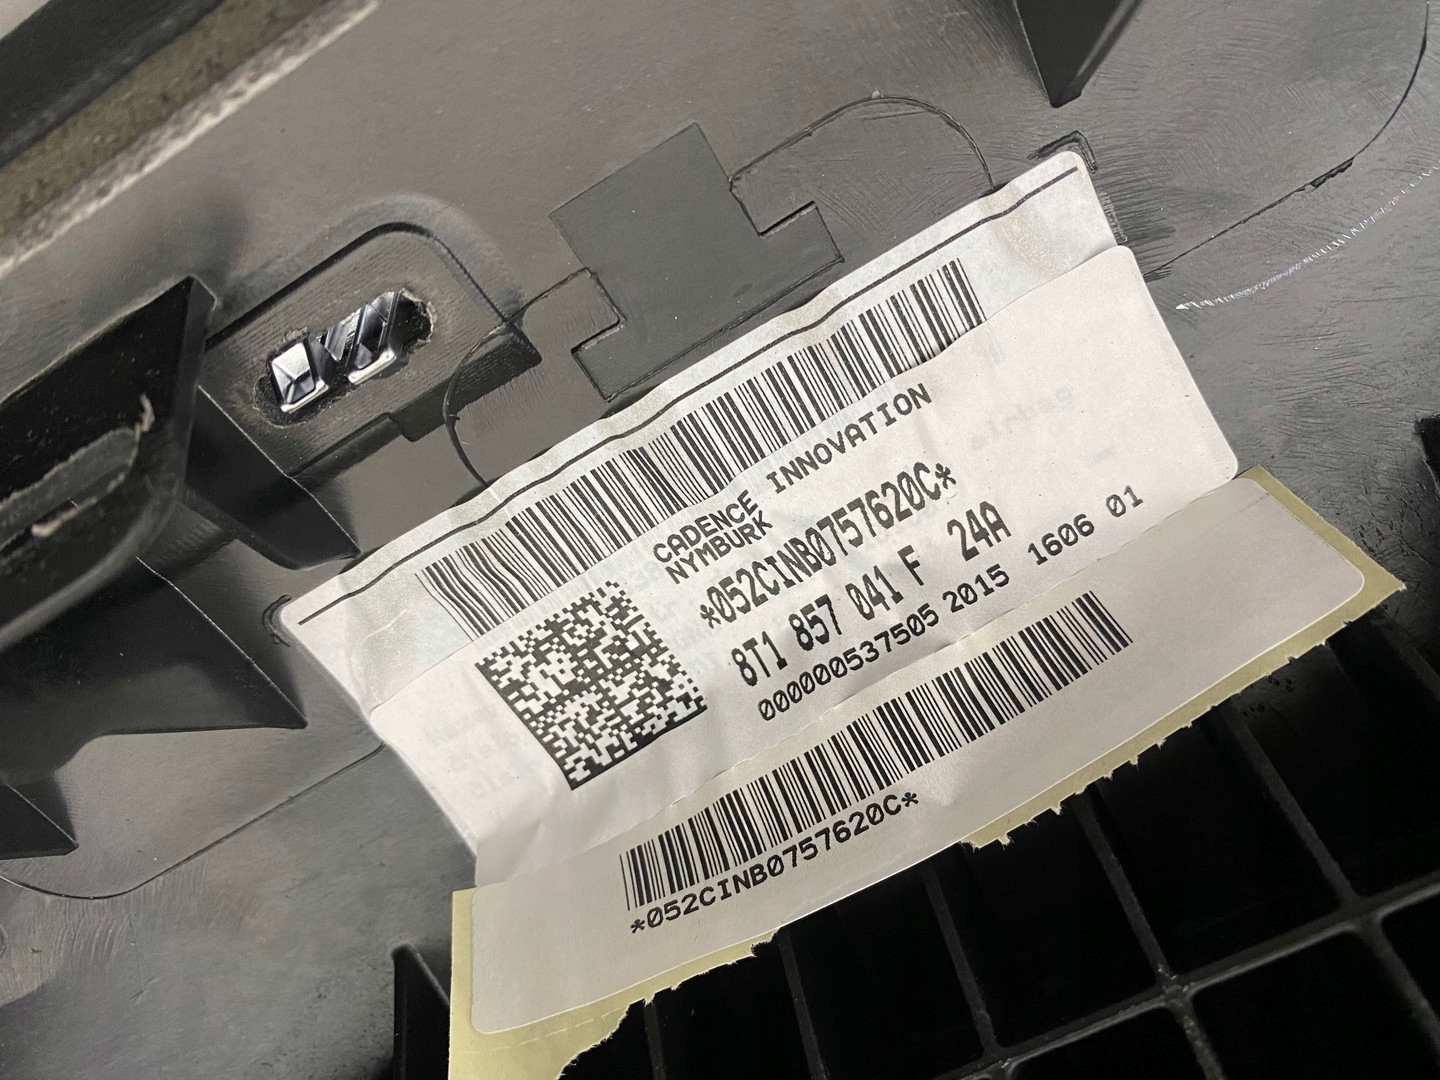 CADENCE INNOVATION
NYMBURK
*052CINB0757620C*
8T1 857 041 F 24A
000000537505 2015 1606 01
*052CINB0757620C*